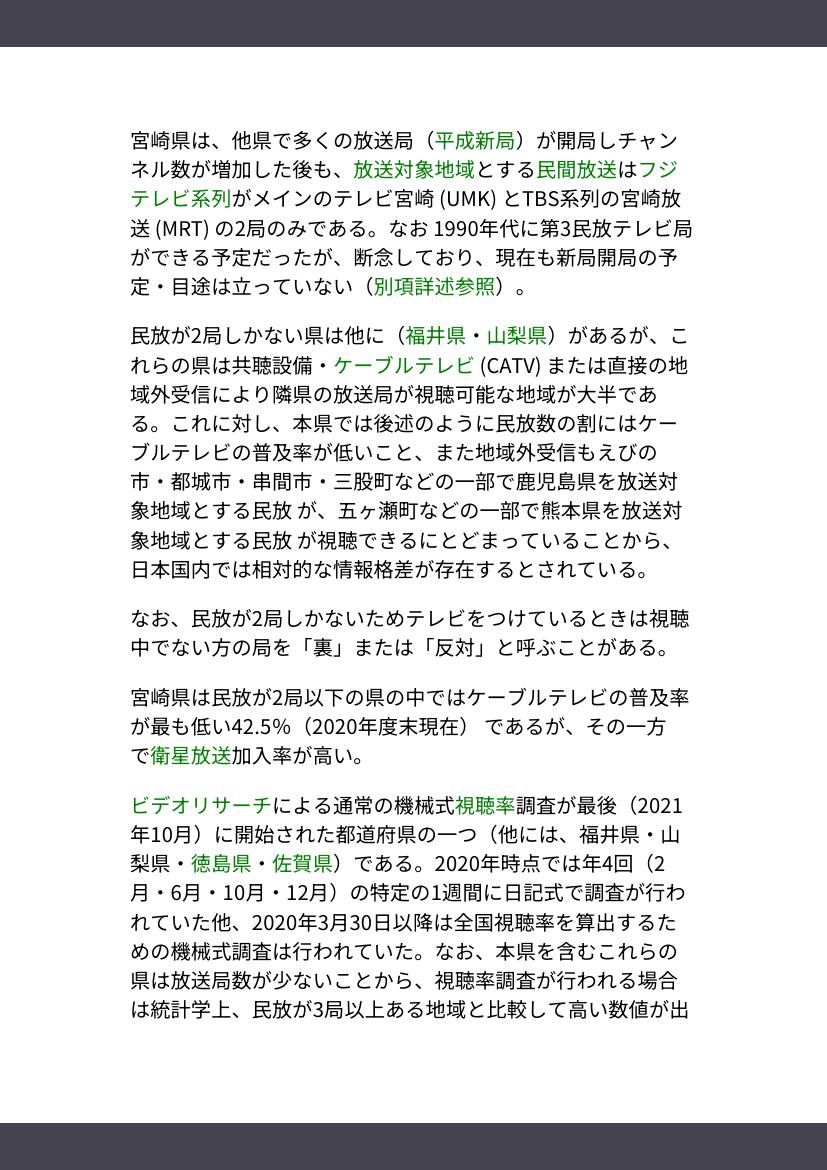 宮崎県は、他県で多くの放送局（平成新局）が開局しチャン
ネル数が増加した後も、放送対象地域とする民間放送はフジ
テレビ系列がメインのテレビ宮崎 (UMK) とTBS系列の宮崎放
送 (MRT) の2局のみである。なお 1990年代に第3民放テレビ局
ができる予定だったが、断念しており、現在も新局開局の予
定・目途は立っていない（別項詳述参照）。
民放が2局しかない県は他に（福井県・山梨県）があるが、こ
れらの県は共聴設備・ケーブルテレビ (CATV) または直接の地
域外受信により隣県の放送局が視聴可能な地域が大半であ
る。これに対し、本県では後述のように民放数の割にはケー
ブルテレビの普及率が低いこと、また地域外受信もえびの
市・都城市・串間市・三股町などの一部で鹿児島県を放送対
象地域とする民放 が、五ヶ瀬町などの一部で熊本県を放送対
象地域とする民放 が視聴できるにとどまっていることから、
日本国内では相対的な情報格差が存在するとされている。
なお、民放が2局しかないためテレビをつけているときは視聴
中でない方の局を「裏」または「反対」と呼ぶことがある。
宮崎県は民放が2局以下の県の中ではケーブルテレビの普及率
が最も低い42.5％（2020年度末現在） であるが、その一方
で衛星放送加入率が高い。
ビデオリサーチによる通常の機械式視聴率調査が最後（2021
年10月）に開始された都道府県の一つ（他には、福井県・山
梨県・徳島県・佐賀県）である。2020年時点では年4回（2
月・6月・10月・12月）の特定の1週間に日記式で調査が行わ
れていた他、2020年3月30日以降は全国視聴率を算出するた
めの機械式調査は行われていた。なお、本県を含むこれらの
県は放送局数が少ないことから、視聴率調査が行われる場合
は統計学上、民放が3局以上ある地域と比較して高い数値が出